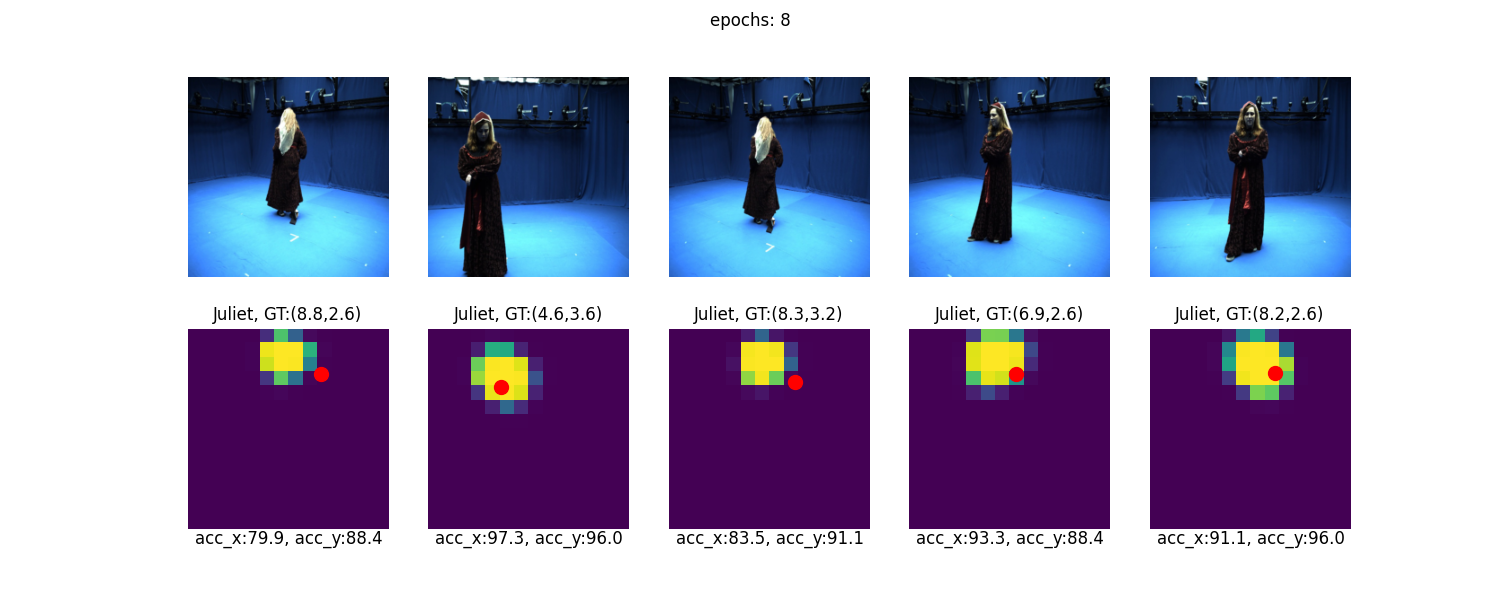 epochs: 8
Juliet, GT:(8.8,2.6)
Juliet, GT:(4.6,3.6)
Juliet, GT:(8.3,3.2)
Juliet, GT:(6.9,2.6)
Juliet, GT:(8.2,2.6)
acc_x:79.9, acc_y:88.4
acc_x:97.3, acc_y:96.0
acc_x:83.5, acc_y:91.1
acc_x:93.3, acc_y:88.4
acc_x:91.1, acc_y:96.0